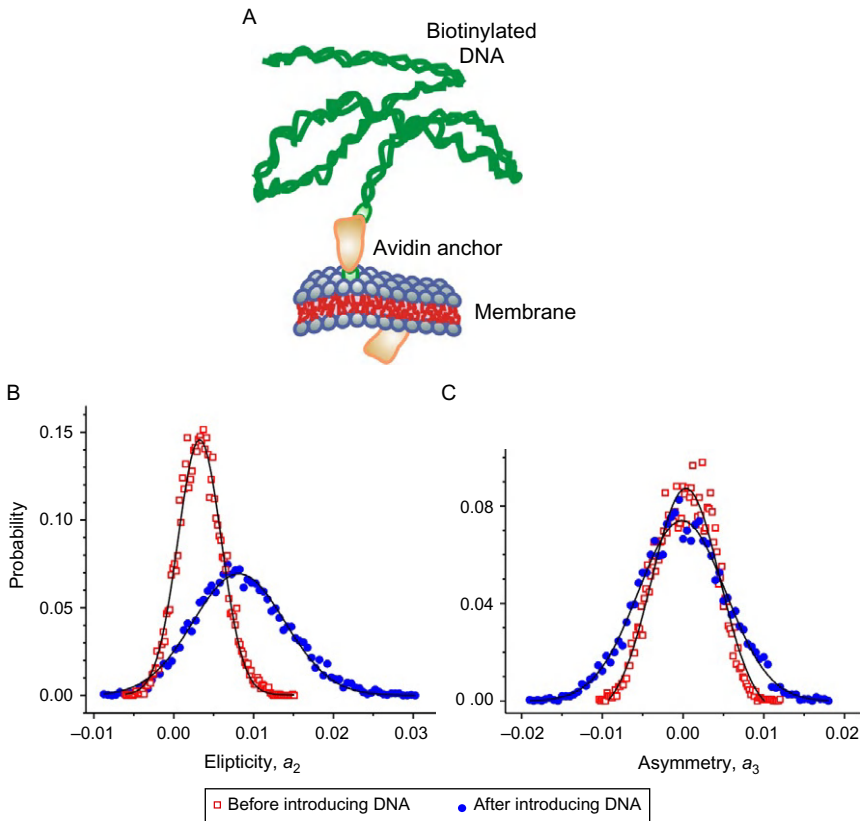 A
Biotinylated
DNA
Avidin anchor
Membrane
B
0.15
0.10
0.05
0.00
Probability
−0.01 0.00 0.01 0.02 0.03
Elipticity, a2
C
0.08
0.04
0 .00
−0.02 −0.01 0.00 0.01 0.02
Asymmetry, a3
Before introducing DNA After introducing DNA